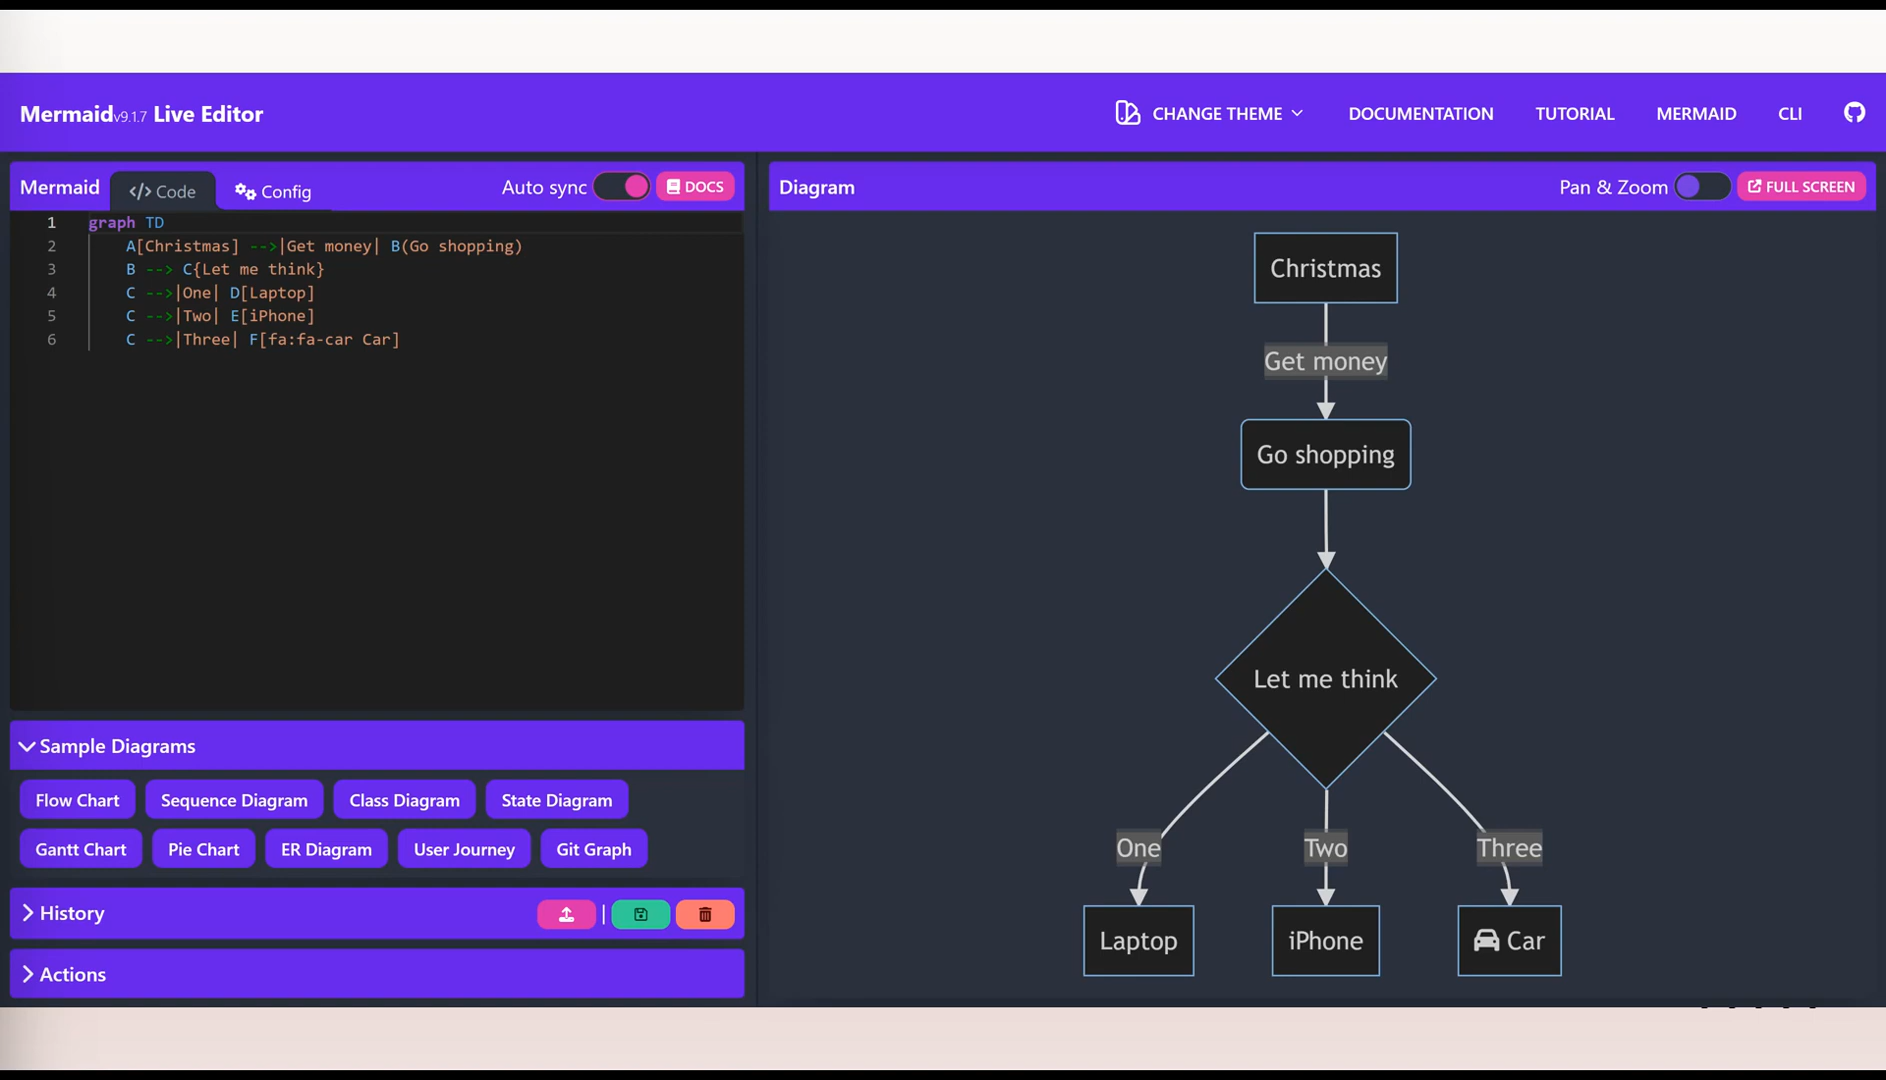 Mermaid v9.1.7 Live Editor
CHANGE THEME
DOCUMENTATION
TUTORIAL
MERMAID
CLI
Mermaid
</> Code
Config
Auto sync
DOCS
1 graph TD
2 A[Christmas] -->|Get money| B(Go shopping)
3 B --> C{Let me think}
4 C -->|One| D[Laptop]
5 C -->|Two| E[iPhone]
6 C -->|Three| F[fa:fa-car Car]
Sample Diagrams
Flow Chart
Sequence Diagram
Class Diagram
State Diagram
Gantt Chart
Pie Chart
ER Diagram
User Journey
Git Graph
History
Actions
Diagram
Pan & Zoom
FULL SCREEN
Christmas
Get money
Go shopping
Let me think
One
Two
Three
Laptop
iPhone
Car